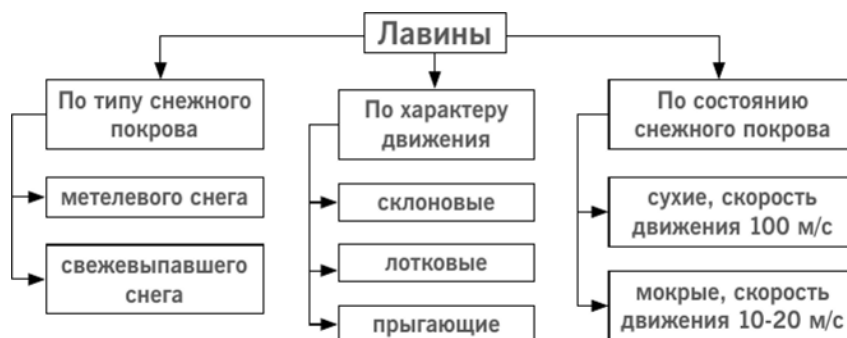 Лавины
По типу снежного
покрова
метелевого снега
свежевыпавшего
снега
По характеру
движения
склоновые
лотковые
прыгающие
По состоянию
снежного покрова
сухие, скорость
движения 100 м/с
мокрые, скорость
движения 10-20 м/с